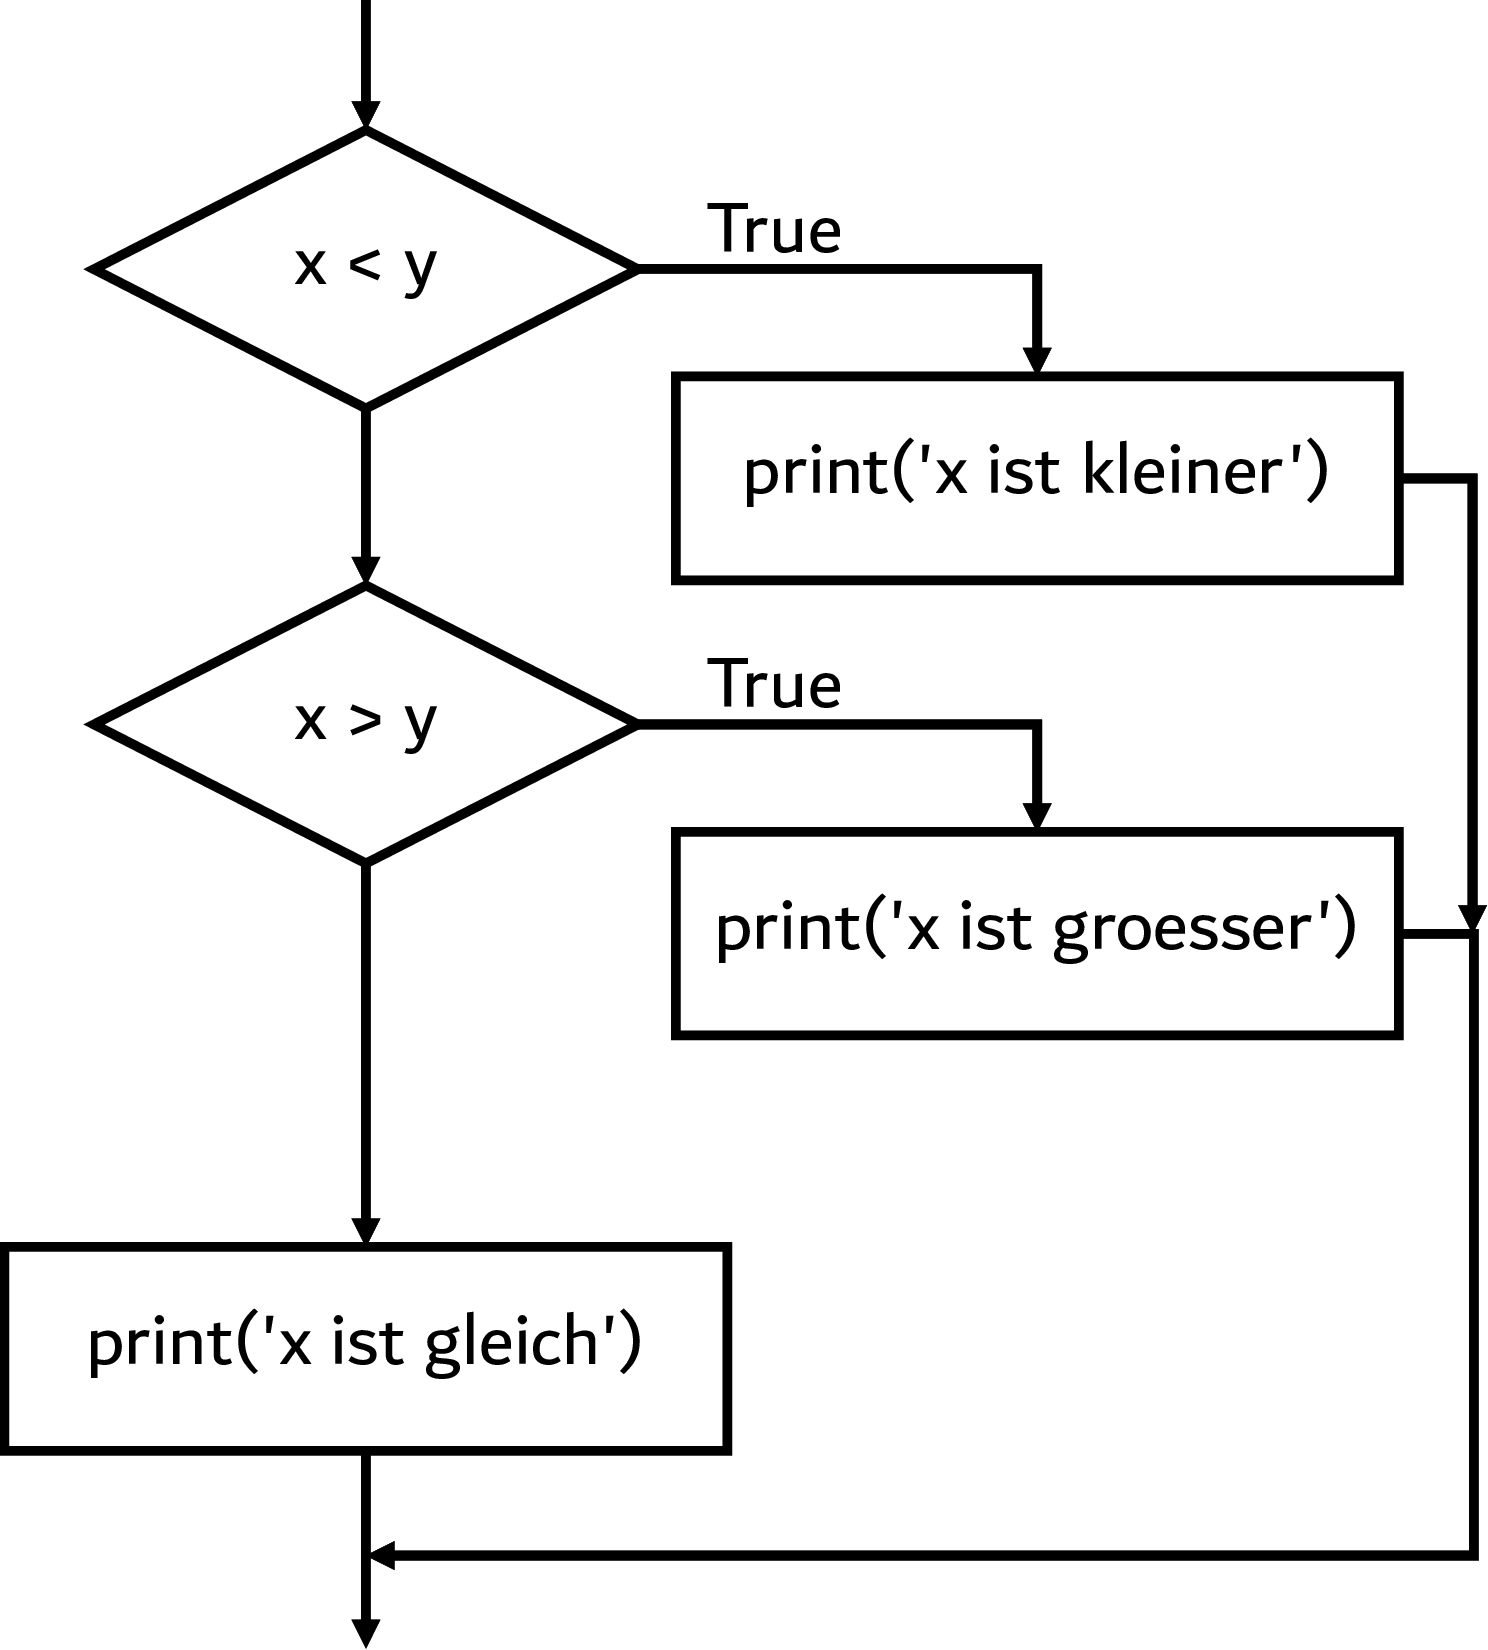 x < y
True
print('x ist kleiner')
x > y
True
print('x ist groesser')
print('x ist gleich')